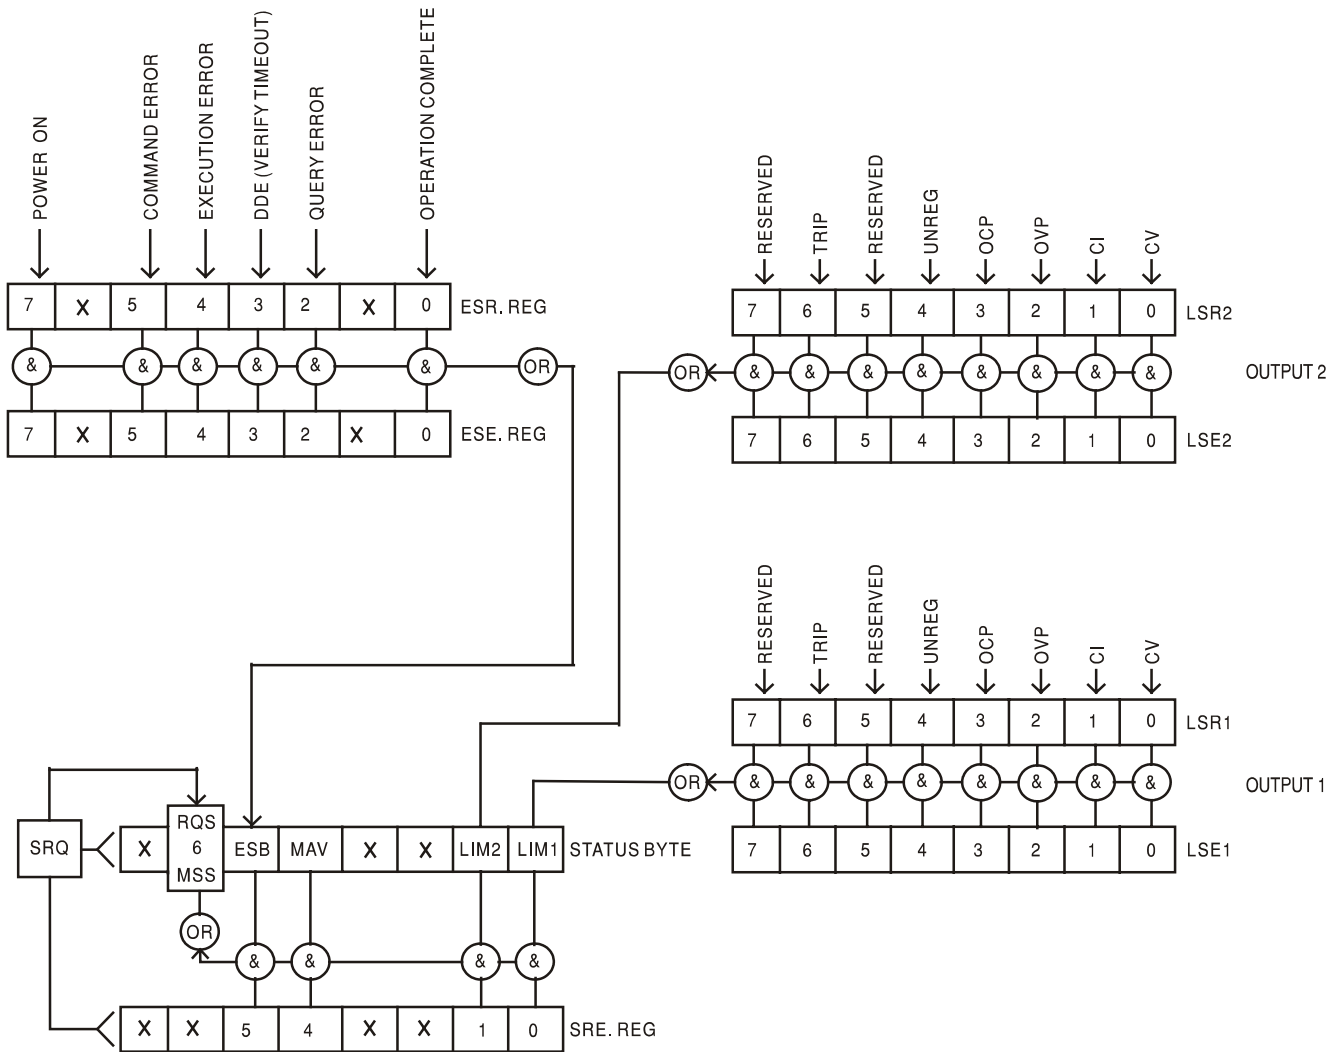 POWER ON
COMMAND ERROR
EXECUTION ERROR
DDE (VERIFY TIMEOUT)
QUERY ERROR
OPERATION COMPLETE
7 X 5 4 3 2 X 0 ESR. REG
& & & & & & OR
7 X 5 4 3 2 X 0 ESE. REG
RESERVED
TRIP
RESERVED
UNREG
OCP
OVP
CI
CV
7 6 5 4 3 2 1 0 LSR2
OR & & & & & & & & OUTPUT 2
7 6 5 4 3 2 1 0 LSE2
RESERVED
TRIP
RESERVED
UNREG
OCP
OVP
CI
CV
7 6 5 4 3 2 1 0 LSR1
OR & & & & & & & & OUTPUT 1
7 6 5 4 3 2 1 0 LSE1
SRQ
X
RQS
6
MSS
ESB MAV X X LIM2 LIM1 STATUS BYTE
OR
& & & &
X X 5 4 X X 1 0 SRE. REG